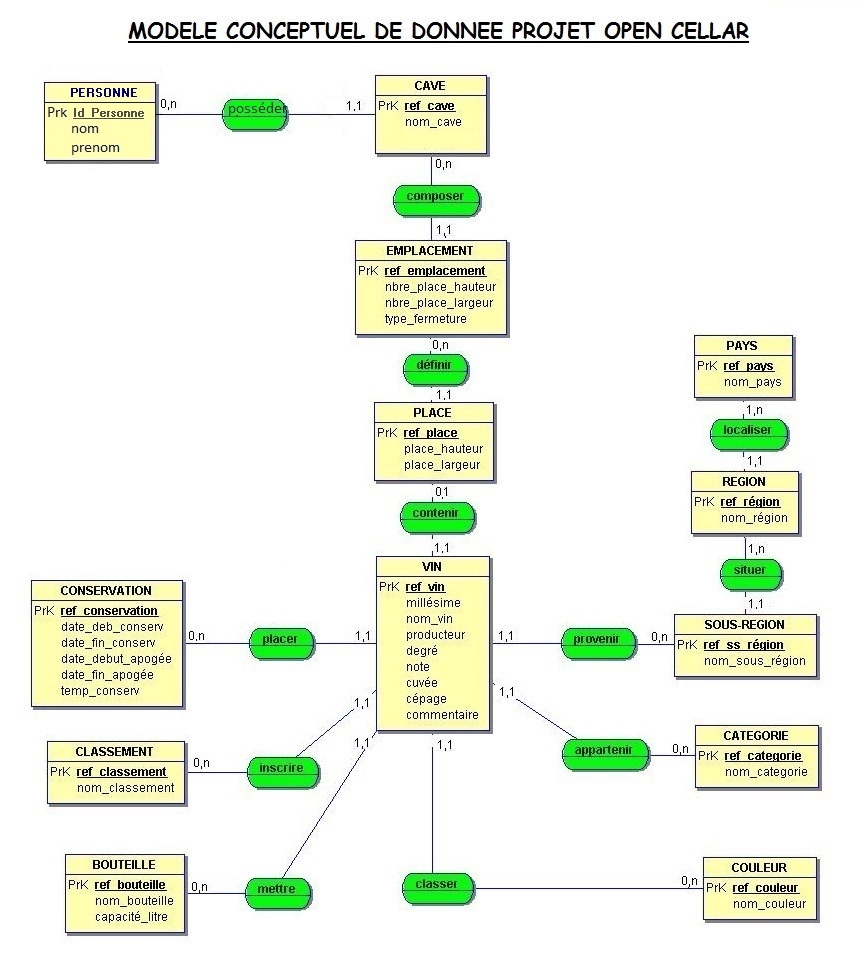 MODELE CONCEPTUEL DE DONNEE PROJET OPEN CELLAR
PERSONNE
Prk Id_Personne
nom
prenom
0,n
posséder
1,1
CAVE
PrK ref_cave
nom_cave
0,n
composer
1,1
EMPLACEMENT
PrK ref_emplacement
nbre_place_hauteur
nbre_place_largeur
type_fermeture
0,n
définir
1,1
PLACE
PrK ref_place
place_hauteur
place_largeur
01
contenir
1,1
VIN
PrK ref_vin
millésime
nom_vin
producteur
degré
note
cuvée
cépage
commentaire
PAYS
PrK ref_pays
nom_pays
1,n
localiser
1,1
REGION
PrK ref_région
nom_région
1,n
situer
1,1
SOUS-REGION
PrK ref_ss_région
nom_sous_région
1,1
provenir
0,n
CONSERVATION
PrK ref_conservation
date_deb_conserv
date_fin_conserv
date_debut_apogée
date_fin_apogée
temp_conserv
0,n
placer
1,1
CLASSEMENT
PrK ref_classement
nom_classement
0,n
inscrire
1,1
BOUTEILLE
PrK ref_bouteille
nom_bouteille
capacité_litre
0,n
mettre
1,1
1,1
appartenir
0,n
CATEGORIE
PrK ref_categorie
nom_categorie
1,1
classer
0,n
COULEUR
PrK ref_couleur
nom_couleur